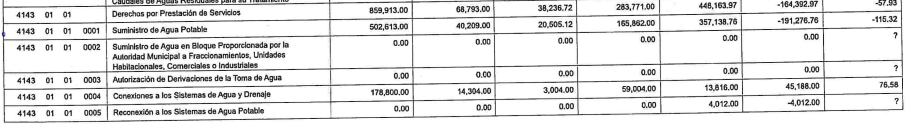 Caudales de Aguas Residuales para su Tratamiento
4143 01 01 Derechos por Prestación de Servicios 859,913.00 68,793.00 38,236.72 283,771.00 448,163.97 -164,392.97 -57.93
4143 01 01 0001 Suministro de Agua Potable 502,613.00 40,209.00 20,505.12 165,862.00 357,138.76 -191,276.76 -115.32
4143 01 01 0002 Suministro de Agua en Bloque Proporcionada por la 0.00 0.00 0.00 0.00 0.00 0.00 ?
Autoridad Municipal a Fraccionamientos, Unidades
Habitacionales, Comerciales o Industriales
4143 01 01 0003 Autorización de Derivaciones de la Toma de Agua 0.00 0.00 0.00 0.00 0.00 0.00 ?
4143 01 01 0004 Conexiones a los Sistemas de Agua y Drenaje 178,800.00 14,304.00 3,004.00 59,004.00 13,816.00 45,188.00 76.58
4143 01 01 0005 Reconexión a los Sistemas de Agua Potable 0.00 0.00 0.00 0.00 4,012.00 -4,012.00 ?